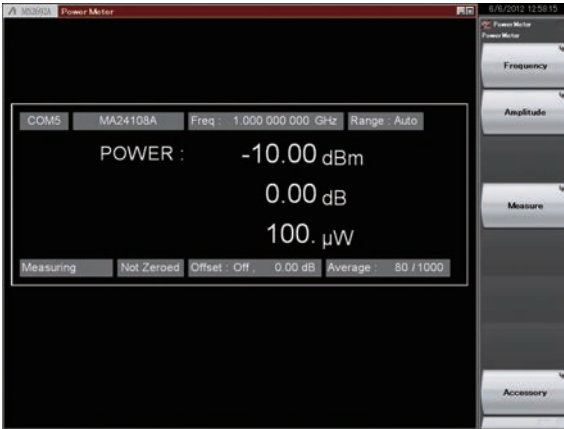 MS2692A Power Meter
6/6/2012 12:58:15
Power Meter
Power Meter
Frequency
Amplitude
COM5 MA24108A Freq : 1.000 000 000 GHz Range : Auto
POWER : -10.00 dBm
0.00 dB
Measure
100. µW
Measuring Not Zeroed Offset : Off , 0.00 dB Average : 80 / 1000
Accessory